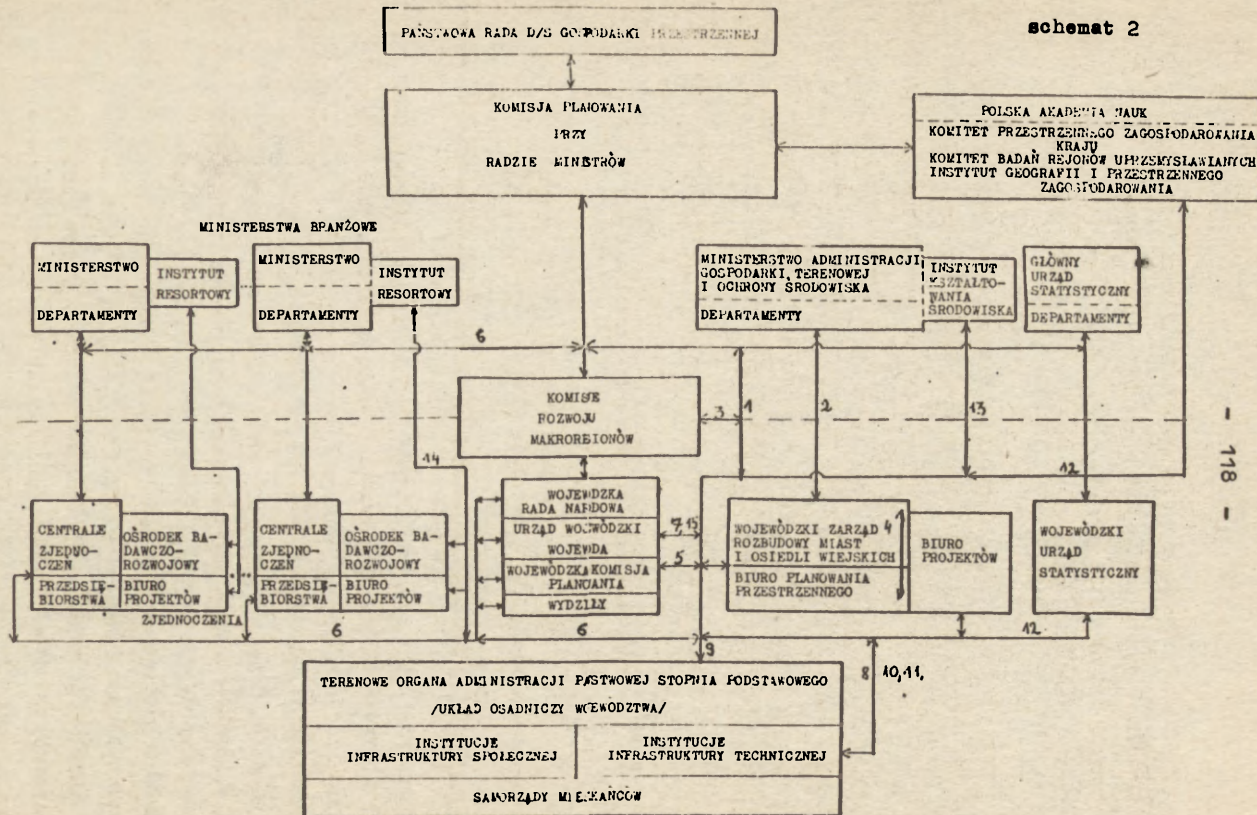 schemat 2
PAŃSTWOWA RADA D/S GOSPODARKI PRZESTRZENNEJ
KOMISJA PLANOWANIA
PRZY
RADZIE MINISTRÓW
POLSKA AKADEMIA NAUK
KOMITET PRZESTRZENNEGO ZAGOSPODAROWANIA
KRAJU
KOMITET BADAŃ REJONÓW UPRZEMYSŁAWIANYCH
INSTYTUT GEOGRAFII I PRZESTRZENNEGO
ZAGOSPODAROWANIA
MINISTERSTWA BRANŻOWE
MINISTERSTWO
DEPARTAMENTY
INSTYTUT
RESORTOWY
MINISTERSTWO
DEPARTAMENTY
INSTYTUT
RESORTOWY
MINISTERSTWO ADMINISTRACJI
GOSPODARKI, TERENOWEJ
I OCHRONY ŚRODOWISKA
DEPARTAMENTY
INSTYTUT
KSZTAŁTO-
WANIA
ŚRODOWISKA
GŁÓWNY
URZĄD
STATYSTYCZNY
DEPARTAMENTY
6
KOMISJE
ROZWOJU
MAKROREGIONÓW
3
1
2
13
14
12
- 118 -
CENTRALE
ZJEDNO-
CZEŃ
PRZEDSIĘ-
BIORSTWA
OŚRODEK BA-
DAWCZO-
ROZWOJOWY
BIURO
PROJEKTÓW
ZJEDNOCZENIA
CENTRALE
ZJEDNO-
CZEŃ
PRZEDSIĘ-
BIORSTWA
OŚRODEK BA-
DAWCZO-
ROZWOJOWY
BIURO
PROJEKTÓW
WOJEWÓDZKA
RADA NARODOWA
URZĄD WOJEWÓDZKI
WOJEWODA
WOJEWÓDZKA KOMISJA
PLANOWANIA
WYDZIAŁY
7,15
5
WOJEWÓDZKI ZARZĄD 4
ROZBUDOWY MIAST
I OSIEDLI WIEJSKICH
BIURO PLANOWANIA
PRZESTRZENNEGO
BIURO
PROJEKTÓW
WOJEWÓDZKI
URZĄD
STATYSTYCZNY
6
6
12
9
8
10,11,
TERENOWE ORGANA ADMINISTRACJI PAŃSTWOWEJ STOPNIA PODSTAWOWEGO
/UKŁAD OSADNICZY WOJEWÓDZTWA/
INSTYTUCJE
INFRASTRUKTURY SPOŁECZNEJ
INSTYTUCJE
INFRASTRUKTURY TECHNICZNEJ
SAMORZĄDY MIESZKAŃCÓW